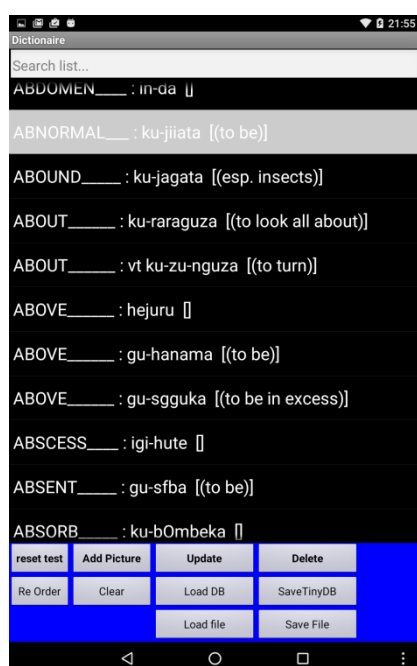 21:55
Dictionaire
Search list...
ABDOMEN____ : in-da []
ABNORMAL___ : ku-jiiata [(to be)]
ABOUND_____ : ku-jagata [(esp. insects)]
ABOUT______ : ku-raraguza [(to look all about)]
ABOUT______ : vt ku-zu-nguza [(to turn)]
ABOVE______ : hejuru []
ABOVE______ : gu-hanama [(to be)]
ABOVE______ : gu-sgguka [(to be in excess)]
ABSCESS____ : igi-hute []
ABSENT_____ : gu-sfba [(to be)]
ABSORB_____ : ku-bOmbeka []
reset test Add Picture Update Delete
Re Order Clear Load DB SaveTinyDB
Load file Save File